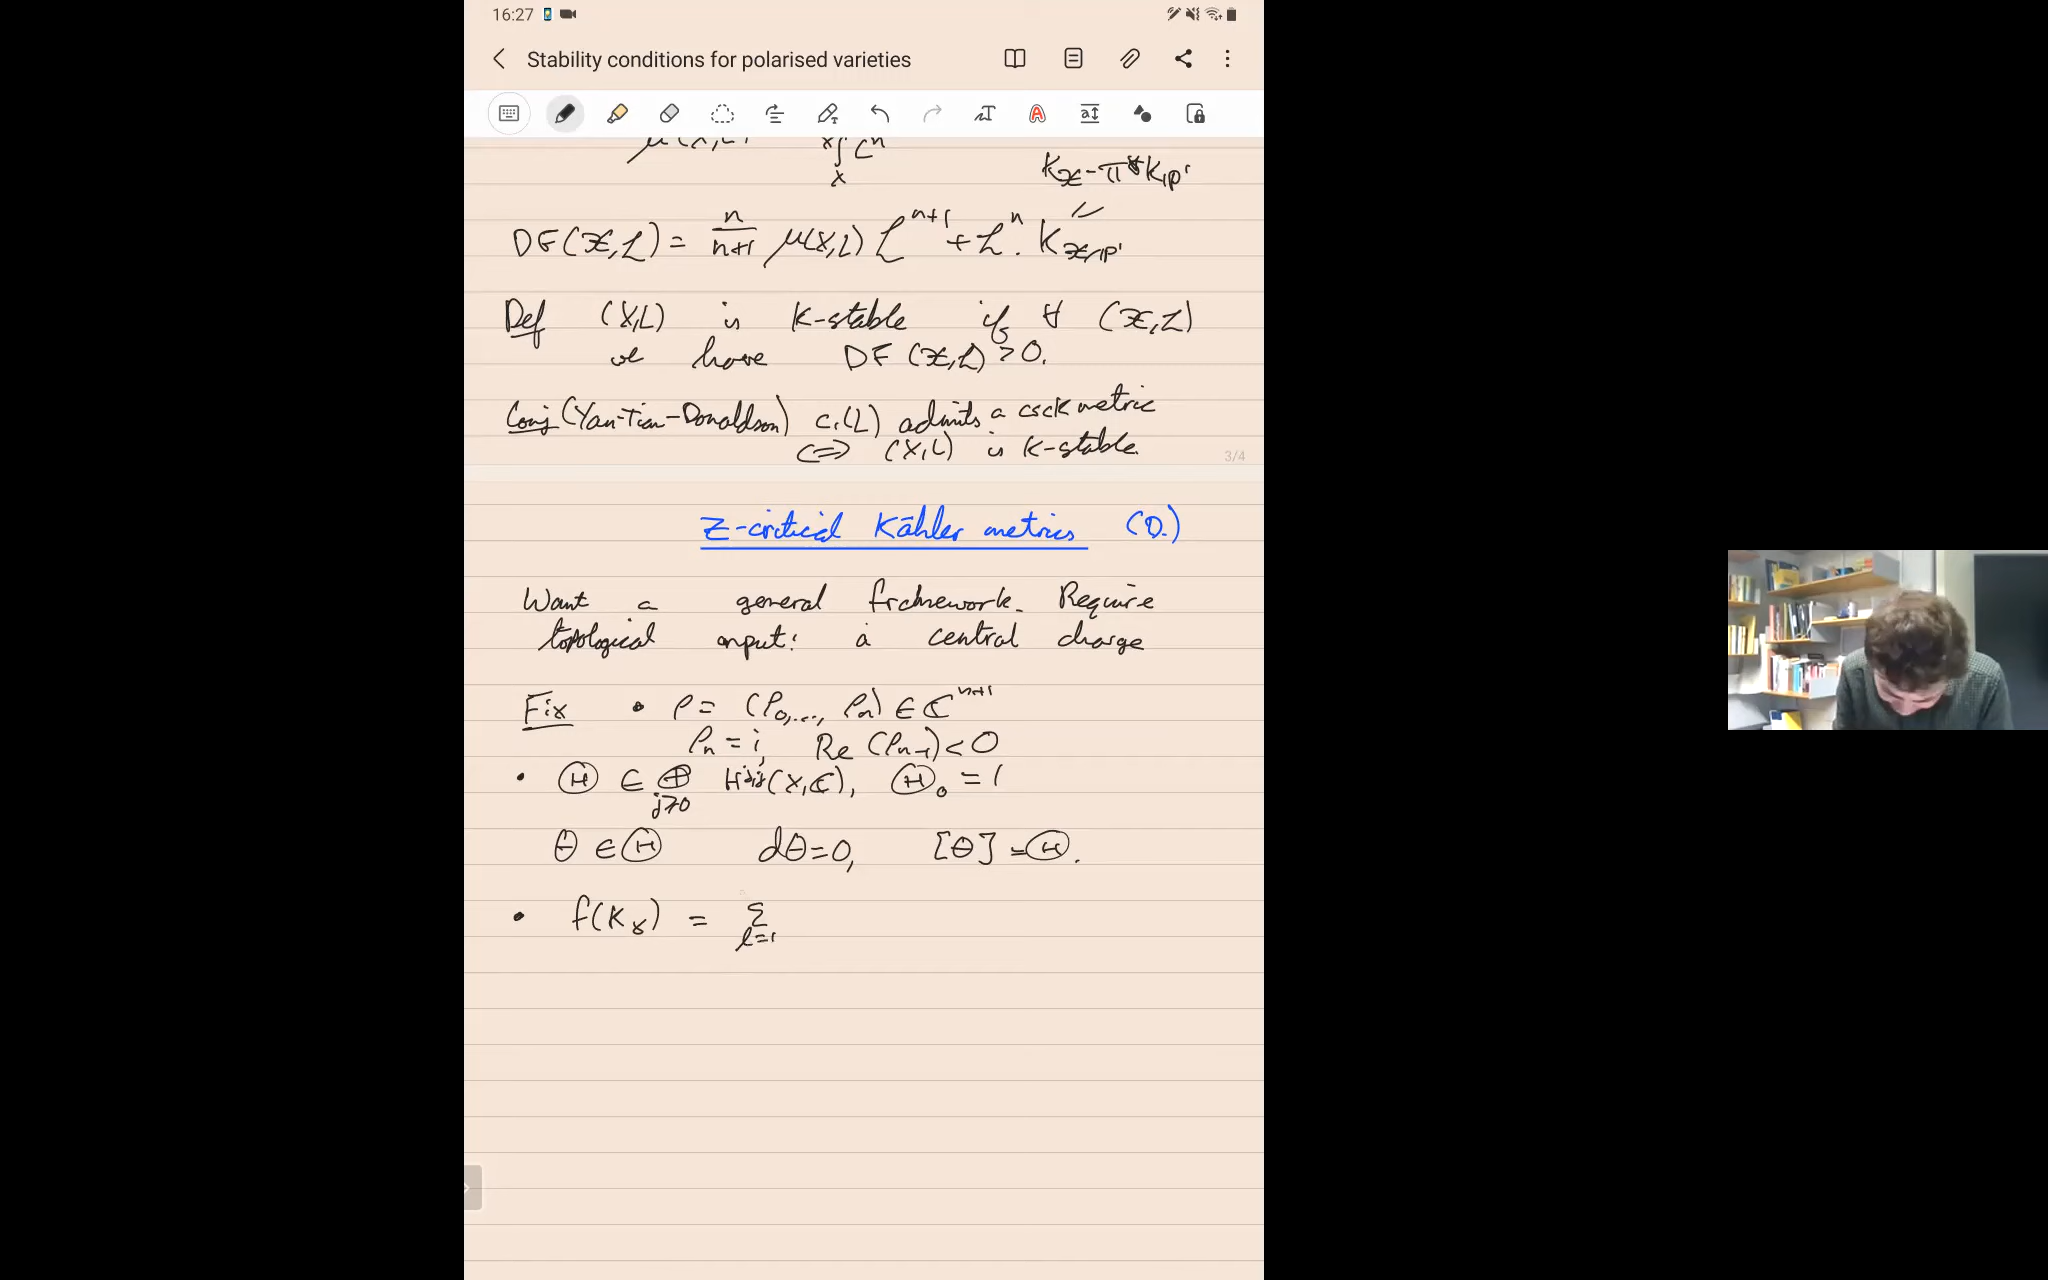 16:27
Stability conditions for polarised varieties
μ(X,L)
∫_X L^n
K_𝒳 - π*K_ℙ¹
DF(𝒳,ℒ) = n/(n+1) μ(X,L) ℒ^{n+1} + ℒ^n . K_{𝒳/ℙ¹}
Def (X,L) is K-stable if ∀ (𝒳,ℒ)
we have DF(𝒳,ℒ) > 0.
Conj (Yau-Tian-Donaldson) c₁(L) admits a cscK metric
⟺ (X,L) is K-stable.
3/4
Z-critical Kähler metrics (D.)
Want a general framework. Require
topological input: a central charge
Fix • ρ = (ρ₀,..., ρₙ) ∈ ℂ^{n+1}
ρₙ = i, Re(ρₙ₋₁) < 0
• Θ ∈ ⊕_{j≥0} H^{j,j}(X,ℂ), Θ₀ = 1
θ ∈ Θ dθ = 0, [θ] = Θ.
• f(K_X) = Σ_{l=1}